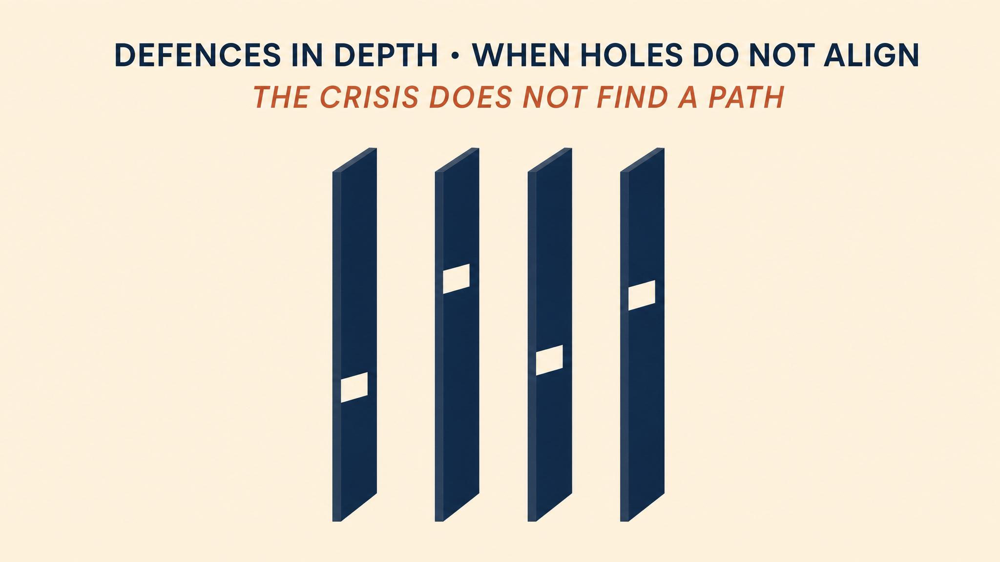 DEFENCES IN DEPTH • WHEN HOLES DO NOT ALIGN
THE CRISIS DOES NOT FIND A PATH